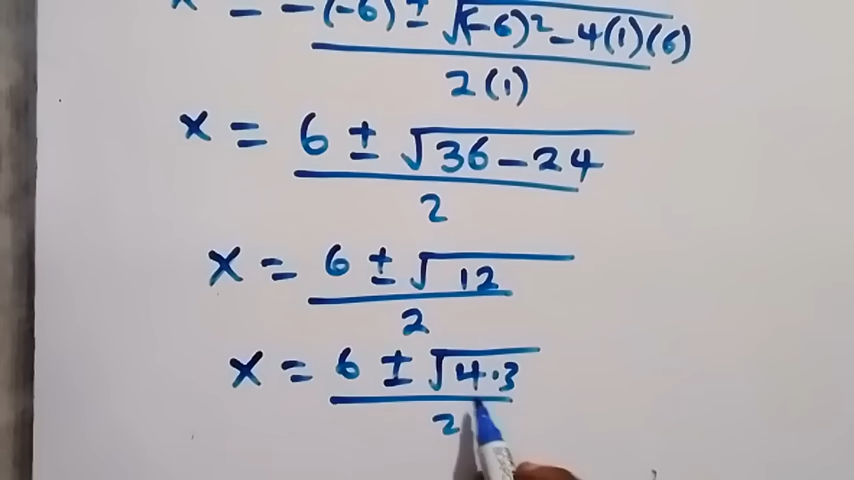 x = -(-6) ± √(-6)² - 4(1)(6)
2(1)
x = 6 ± √36 - 24
2
x = 6 ± √12
2
x = 6 ± √4·3
2